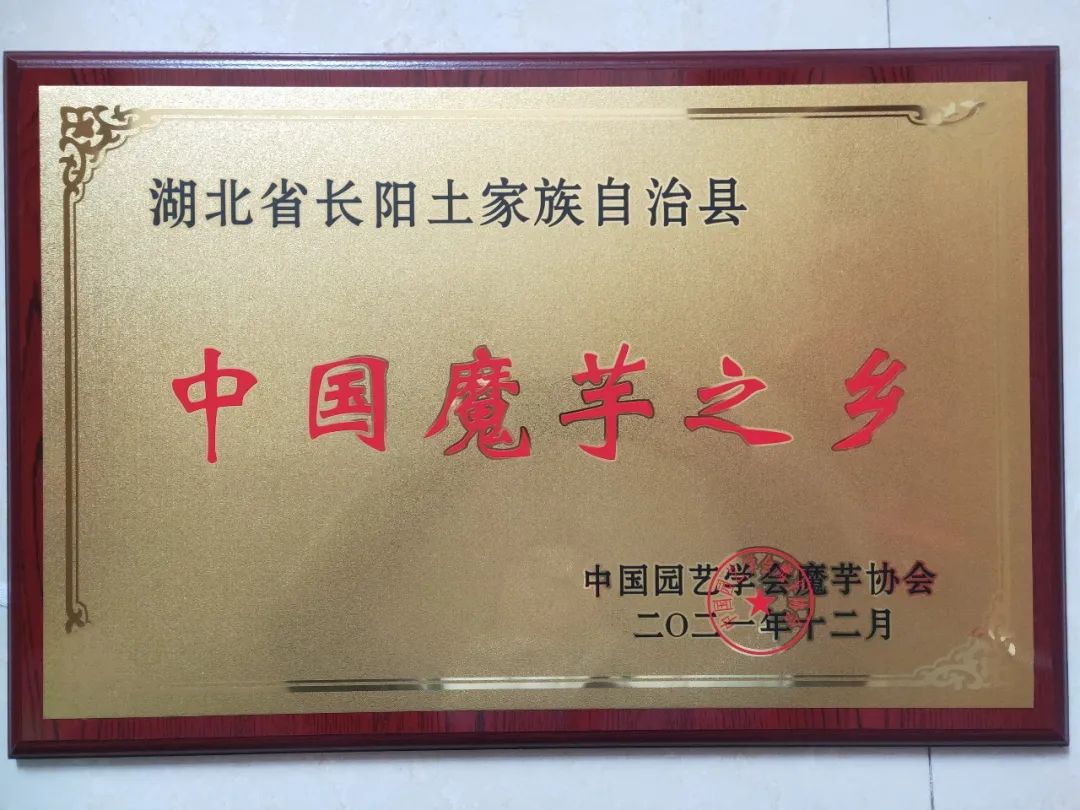 湖北省长阳土家族自治县
中国魔芋之乡
中国园艺学会魔芋协会
二〇二一年十二月